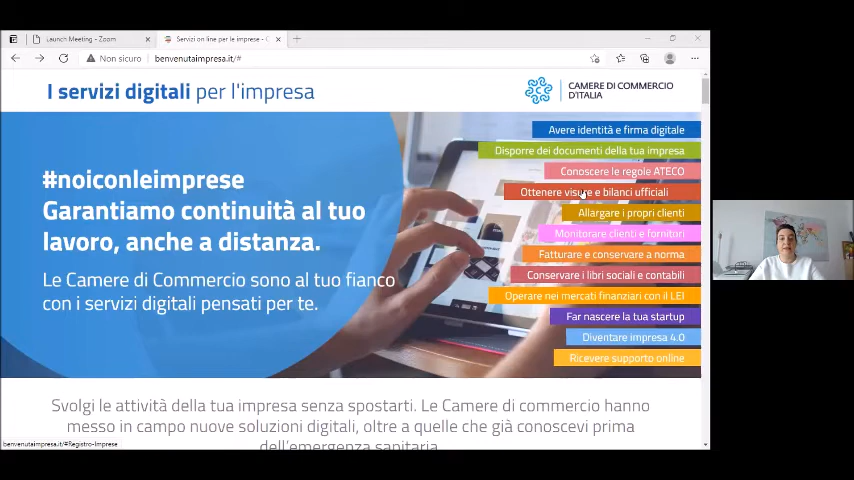 Launch Meeting - Zoom
Servizi on line per le imprese - C
Non sicuro
benvenutaimpresa.it/#
I servizi digitali per l'impresa
CAMERE DI COMMERCIO
D'ITALIA
#noiconleimprese
Garantiamo continuità al tuo
lavoro, anche a distanza.
Le Camere di Commercio sono al tuo fianco
con i servizi digitali pensati per te.
Avere identità e firma digitale
Disporre dei documenti della tua impresa
Conoscere le regole ATECO
Ottenere visure e bilanci ufficiali
Allargare i propri clienti
Monitorare clienti e fornitori
Fatturare e conservare a norma
Conservare i libri sociali e contabili
Operare nei mercati finanziari con il LEI
Far nascere la tua startup
Diventare impresa 4.0
Ricevere supporto online
Svolgi le attività della tua impresa senza spostarti. Le Camere di commercio hanno
messo in campo nuove soluzioni digitali, oltre a quelle che già conoscevi prima
dell'emergenza sanitaria.
benvenutaimpresa.it/#Registro-Imprese